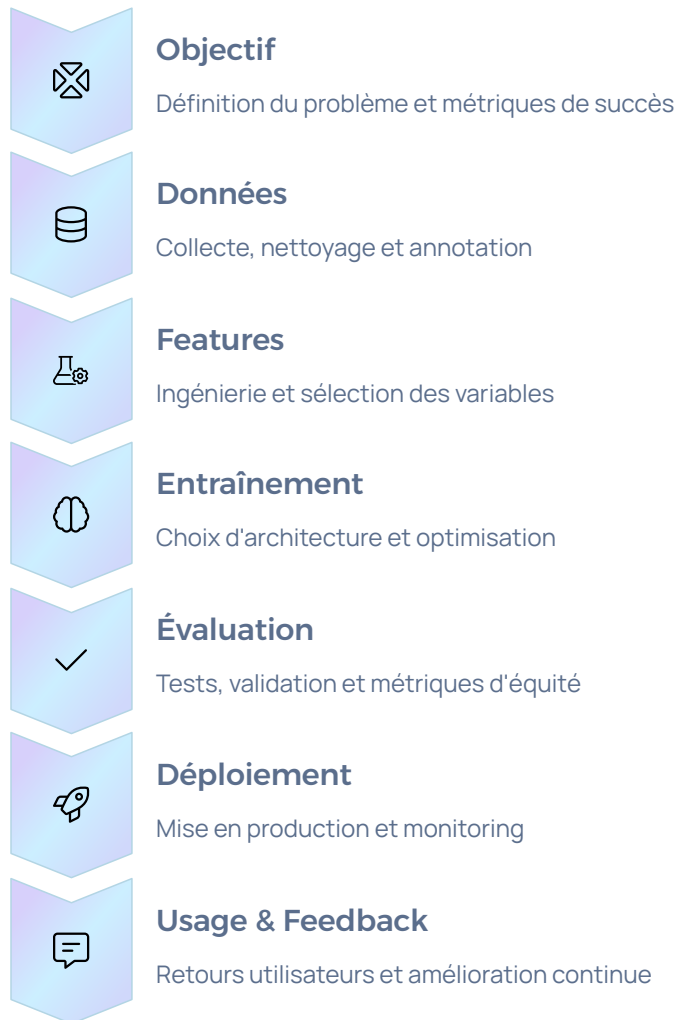 Objectif
Définition du problème et métriques de succès
Données
Collecte, nettoyage et annotation
Features
Ingénierie et sélection des variables
Entraînement
Choix d'architecture et optimisation
Évaluation
Tests, validation et métriques d'équité
Déploiement
Mise en production et monitoring
Usage & Feedback
Retours utilisateurs et amélioration continue